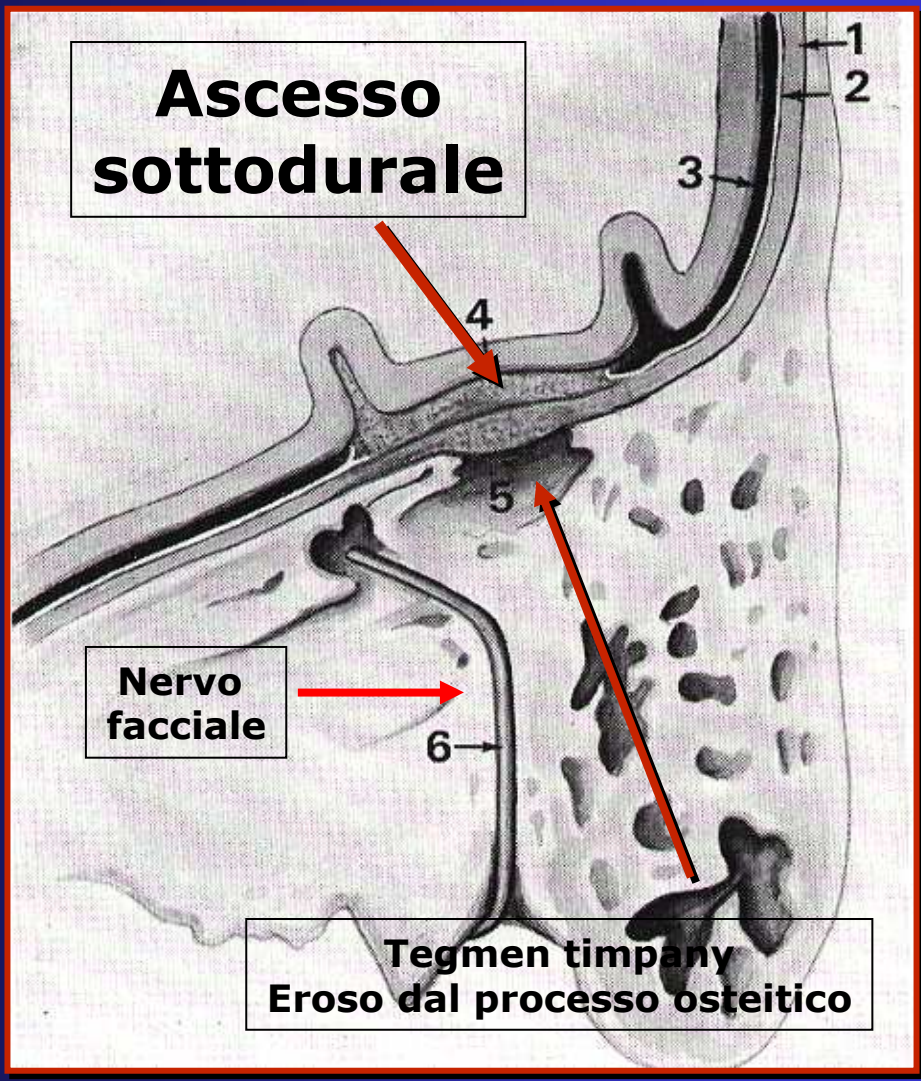 Ascesso
sottodurale
1
2
3
4
5
Nervo
facciale
6
Tegmen timpany
Eroso dal processo osteitico